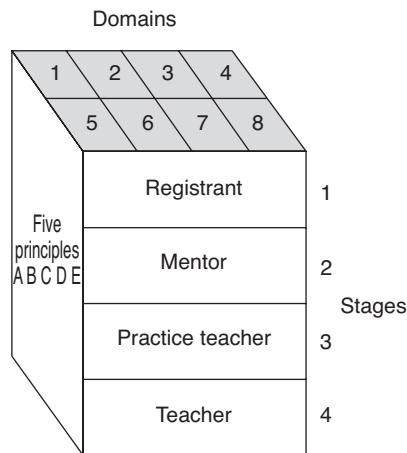 Domains
1 2 3 4
5 6 7 8
Registrant 1
Five
principles
A B C D E
Mentor 2
Stages
Practice teacher 3
Teacher 4